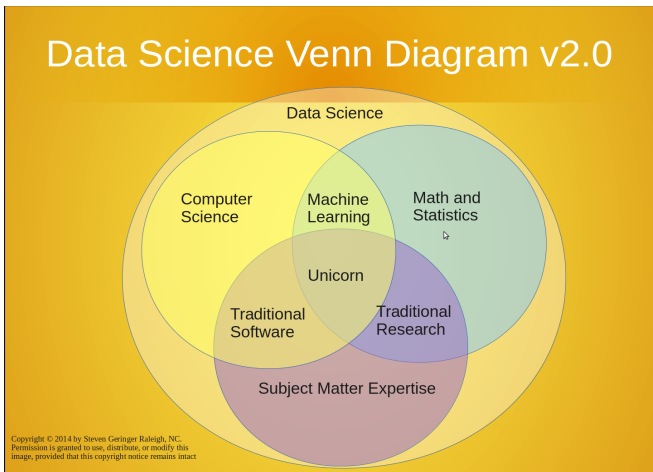 Data Science Venn Diagram v2.0
Data Science
Computer
Science
Machine
Learning
Math and
Statistics
Unicorn
Traditional
Software
Traditional
Research
Subject Matter Expertise
Copyright © 2014 by Steven Geringer Raleigh, NC.
Permission is granted to use, distribute, or modify this
image, provided that this copyright notice remains intact